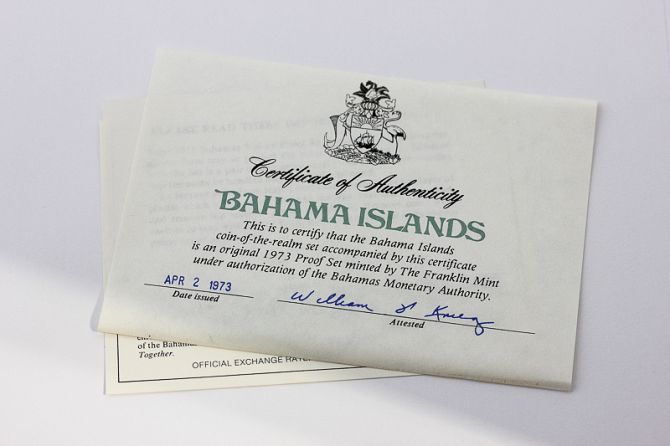 Certificate of Authenticity
BAHAMA ISLANDS
This is to certify that the Bahama Islands
coin-of-the-realm set accompanied by this certificate
is an original 1973 Proof Set minted by The Franklin Mint
under authorization of the Bahamas Monetary Authority.
APR 2 1973
Date issued
William
Attested
of the Baham
Together.
OFFICIAL EXCHANGE RATE